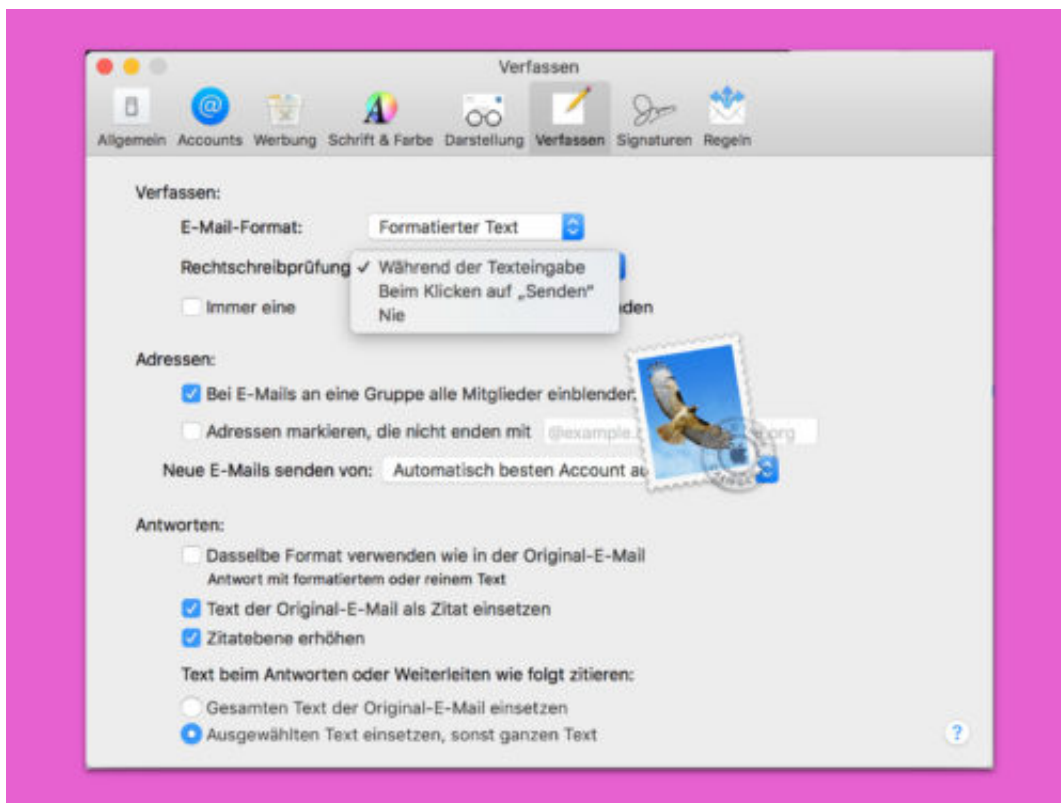 Verfassen
Allgemein Accounts Werbung Schrift & Farbe Darstellung Verfassen Signaturen Regeln
Verfassen:
E-Mail-Format: Formatierter Text
Rechtschreibprüfung ✓ Während der Texteingabe
Beim Klicken auf „Senden“
Immer eine
Nie
Adressen:
Bei E-Mails an eine Gruppe alle Mitglieder einblenden
Adressen markieren, die nicht enden mit
Neue E-Mails senden von: Automatisch besten Account
Antworten:
Dasselbe Format verwenden wie in der Original-E-Mail
Antwort mit formatiertem oder reinem Text
Text der Original-E-Mail als Zitat einsetzen
Zitatebene erhöhen
Text beim Antworten oder Weiterleiten wie folgt zitieren:
Gesamten Text der Original-E-Mail einsetzen
Ausgewählten Text einsetzen, sonst ganzen Text
?